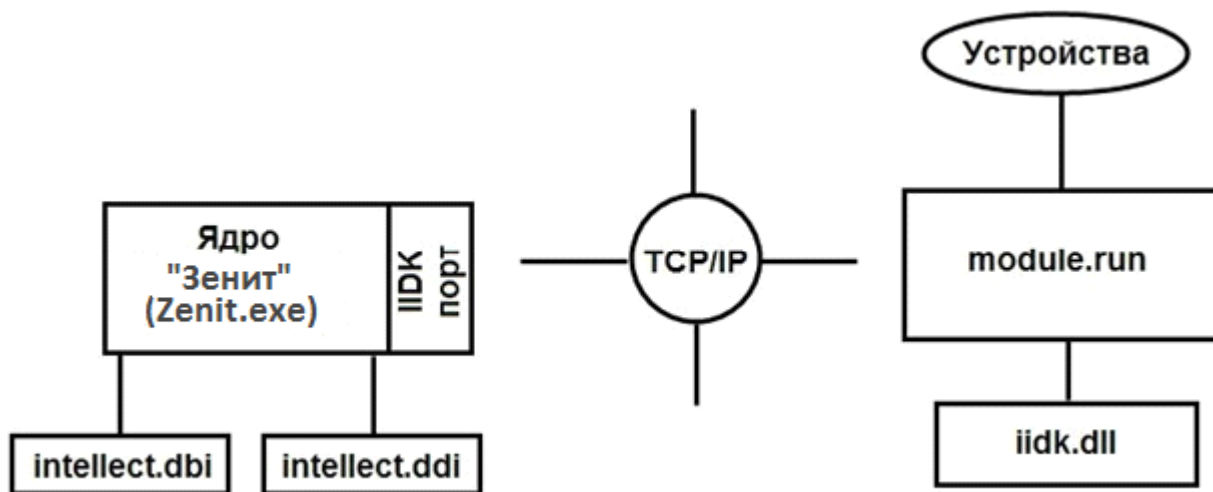 Устройства
Ядро
"Зенит"
(Zenit.exe)
IIDK
порт
TCP/IP
module.run
intellect.dbi
intellect.ddi
iidk.dll